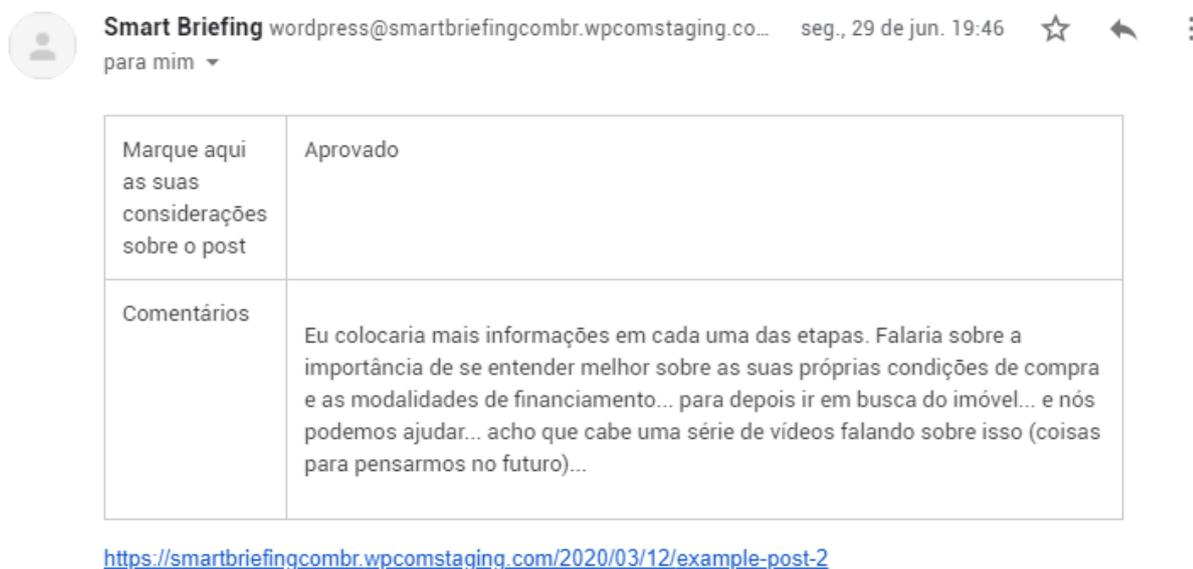 Smart Briefing wordpress@smartbriefingcombr.wpcomstaging.co... seg., 29 de jun. 19:46
para mim
Marque aqui
as suas
considerações
sobre o post
Aprovado
Comentários
Eu colocaria mais informações em cada uma das etapas. Falaria sobre a
importância de se entender melhor sobre as suas próprias condições de compra
e as modalidades de financiamento... para depois ir em busca do imóvel... e nós
podemos ajudar... acho que cabe uma série de vídeos falando sobre isso (coisas
para pensarmos no futuro)...
https://smartbriefingcombr.wpcomstaging.com/2020/03/12/example-post-2